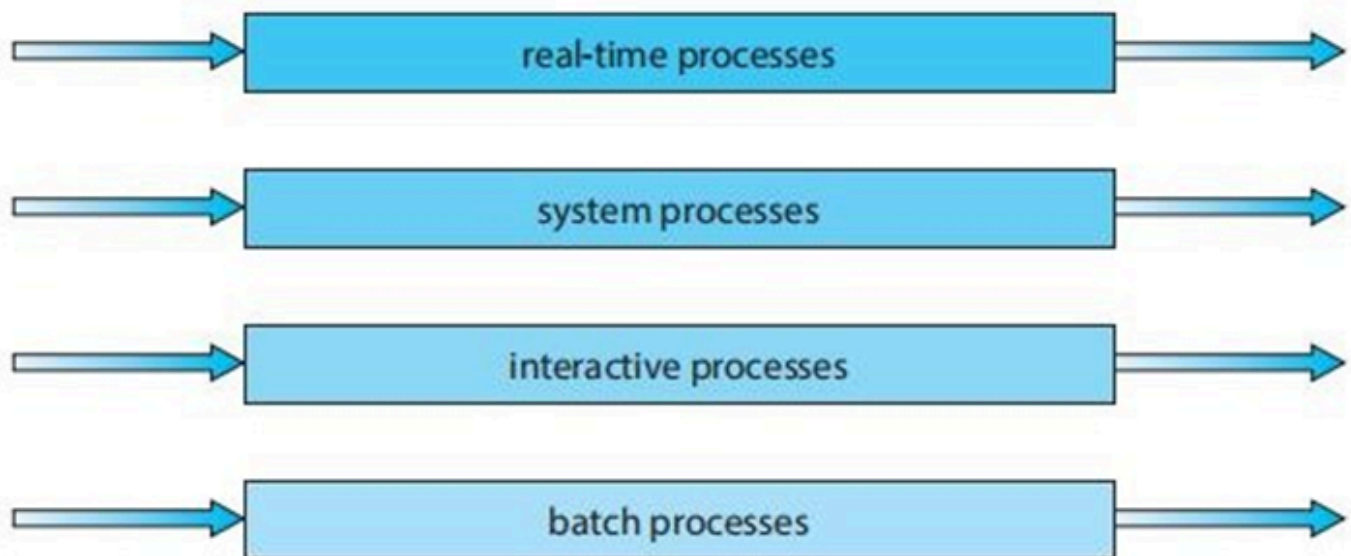 real-time processes
system processes
interactive processes
batch processes